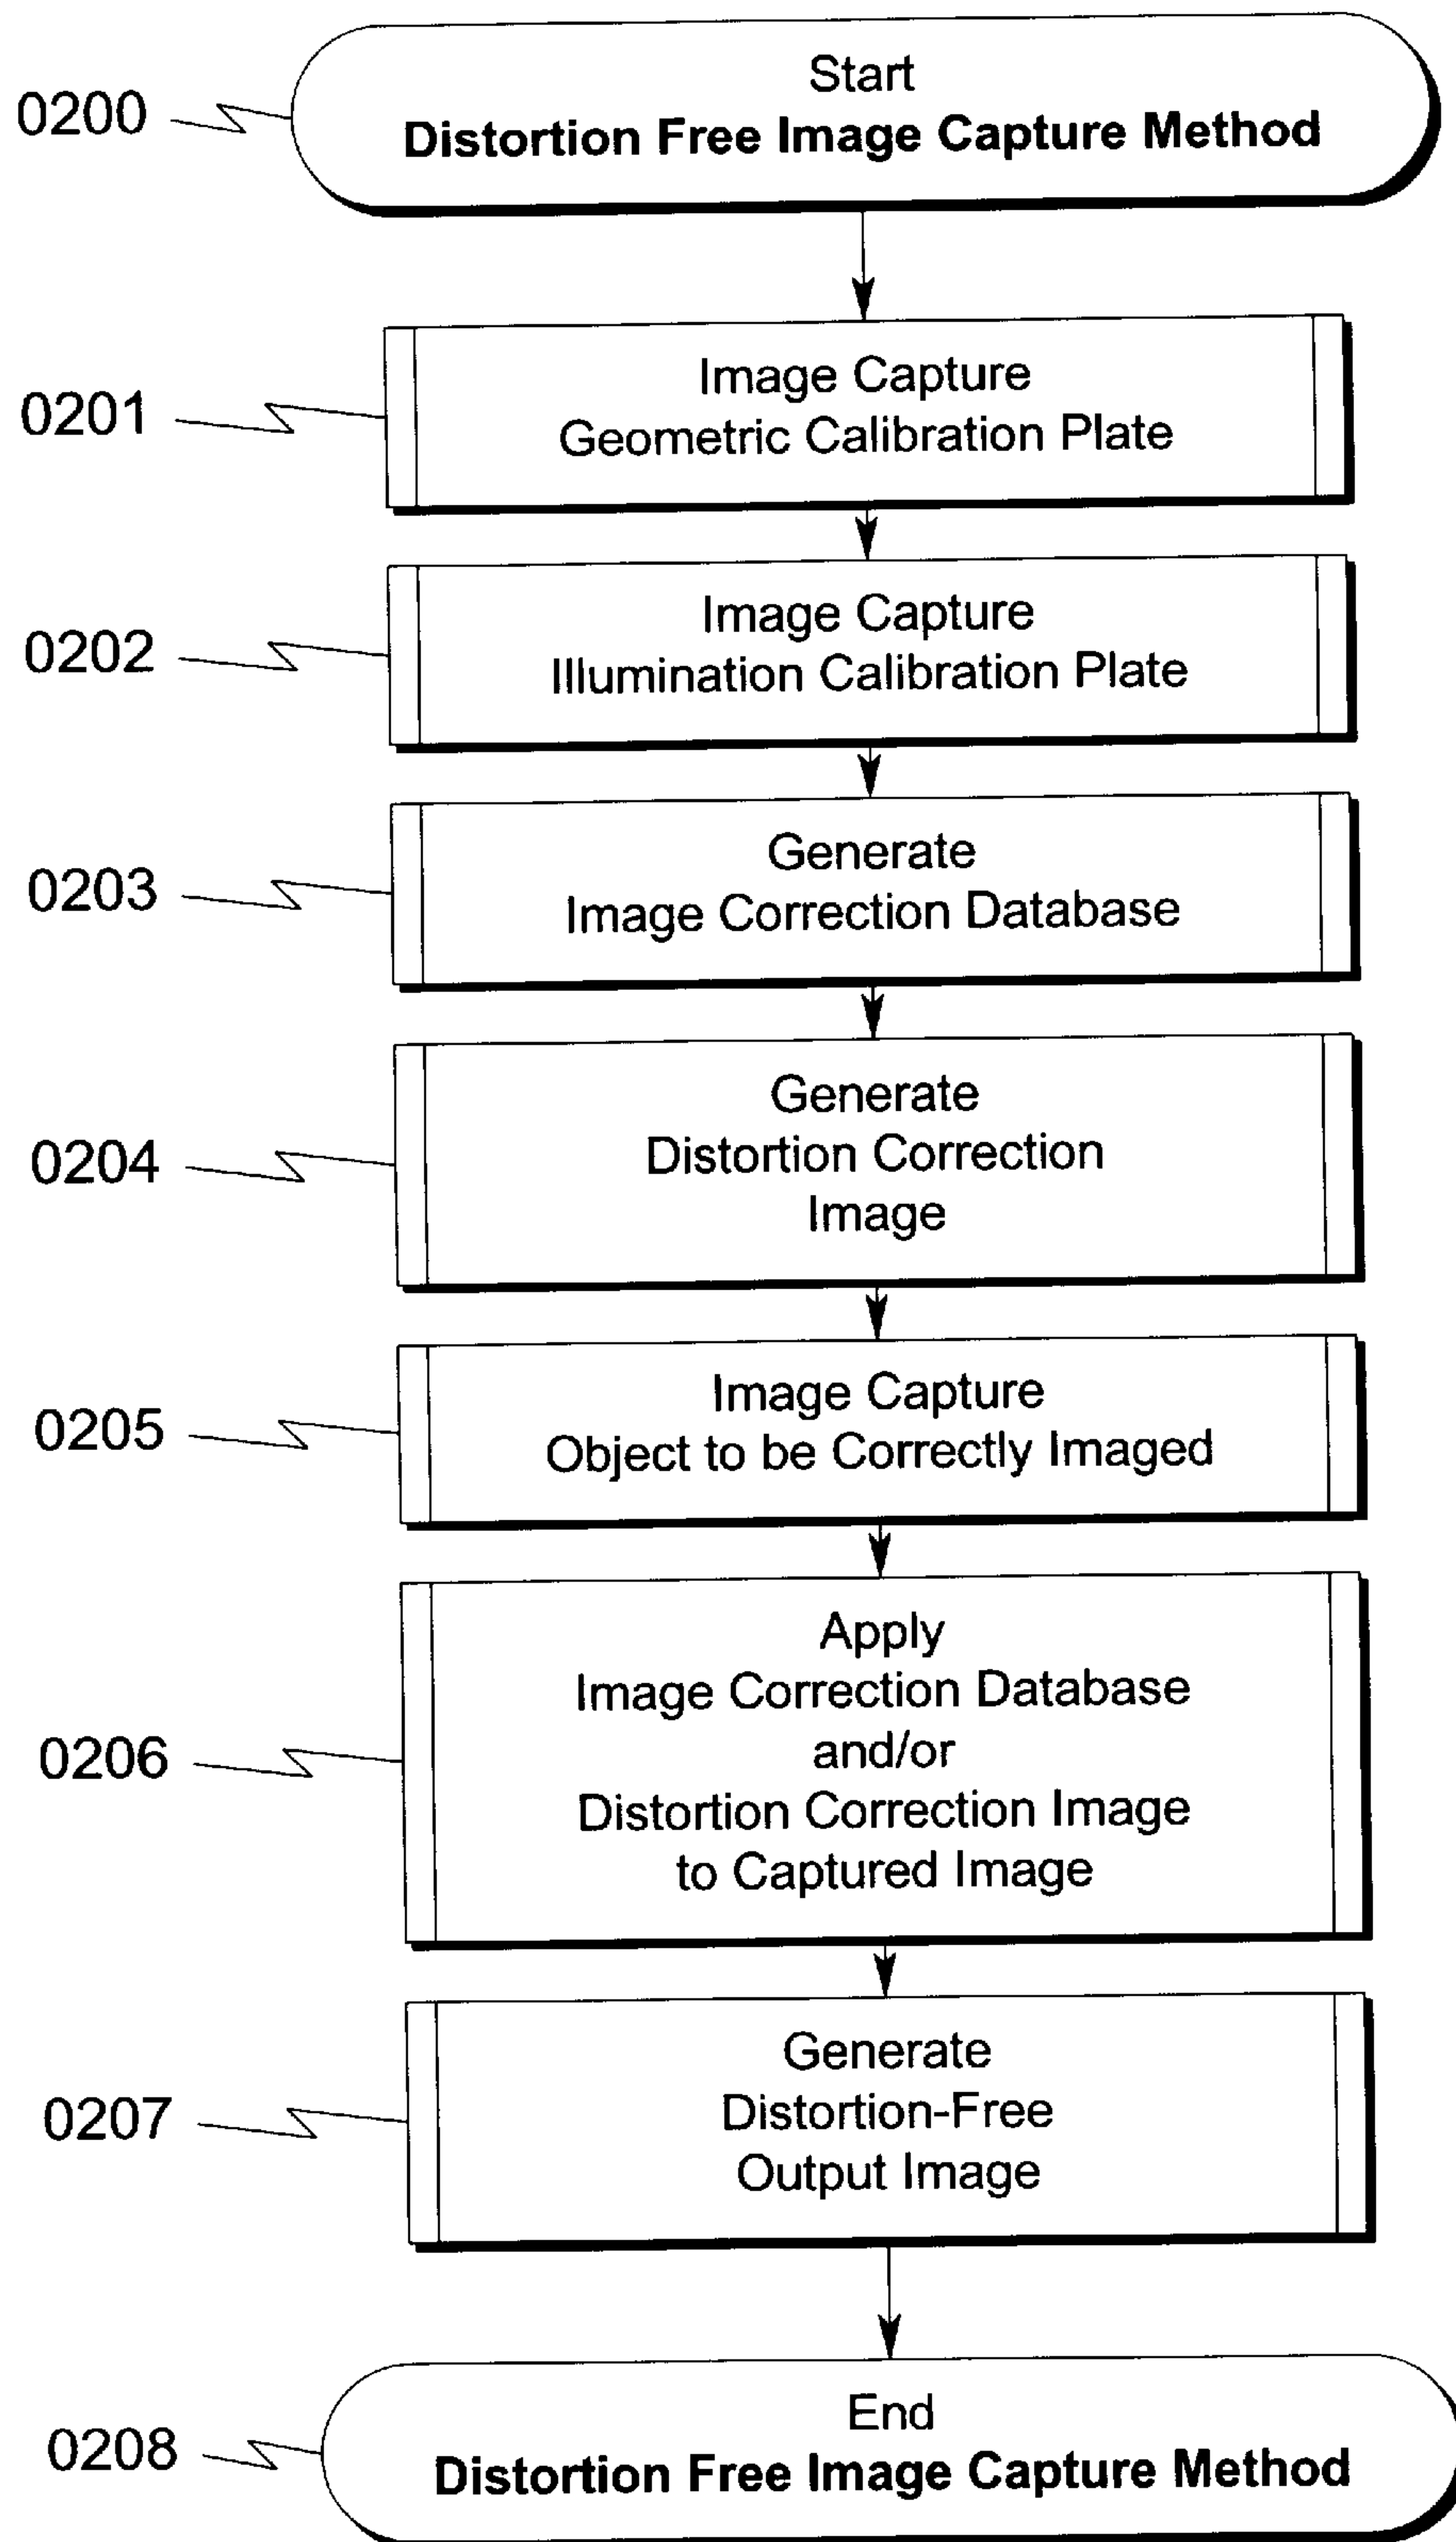 Start
0200
Distortion Free Image Capture Method
Image Capture
0201
Geometric Calibration Plate
Image Capture
0202
Illumination Calibration Plate
Generate
0203
Image Correction Database
Generate
0204
Distortion Correction
Image
Image Capture
0205
Object to be Correctly Imaged
Apply
Image Correction Database
0206
and/or
Distortion Correction Image
to Captured Image
Generate
0207
Distortion-Free
Output Image
End
0208
Distortion Free Image Capture Method